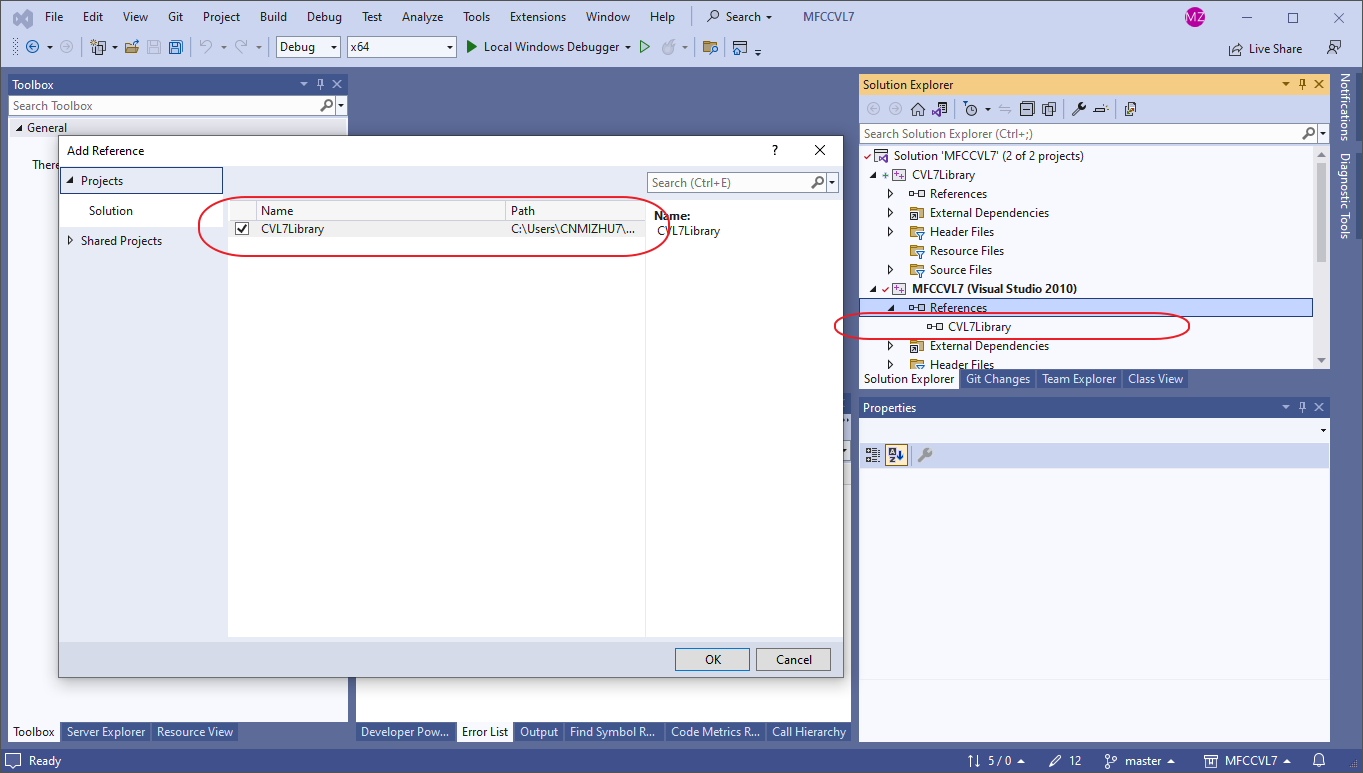 File Edit View Git Project Build Debug Test Analyze Tools Extensions Window Help Search MFCCVL7 MZ
Debug x64 Local Windows Debugger Live Share
Toolbox
Search Toolbox
General
There
Add Reference ?
Projects
Solution
Shared Projects
Search (Ctrl+E)
Name Path
CVL7Library C:\Users\CNMIZHU7\...
Name:
CVL7Library
OK Cancel
Solution Explorer
Search Solution Explorer (Ctrl+;)
Solution 'MFCCVL7' (2 of 2 projects)
CVL7Library
References
External Dependencies
Header Files
Resource Files
Source Files
MFCCVL7 (Visual Studio 2010)
References
CVL7Library
External Dependencies
Header Files
Solution Explorer Git Changes Team Explorer Class View
Properties
Notifications
Diagnostic Tools
Toolbox Server Explorer Resource View
Developer Pow... Error List Output Find Symbol R... Code Metrics R... Call Hierarchy
Ready 5 / 0 12 master MFCCVL7